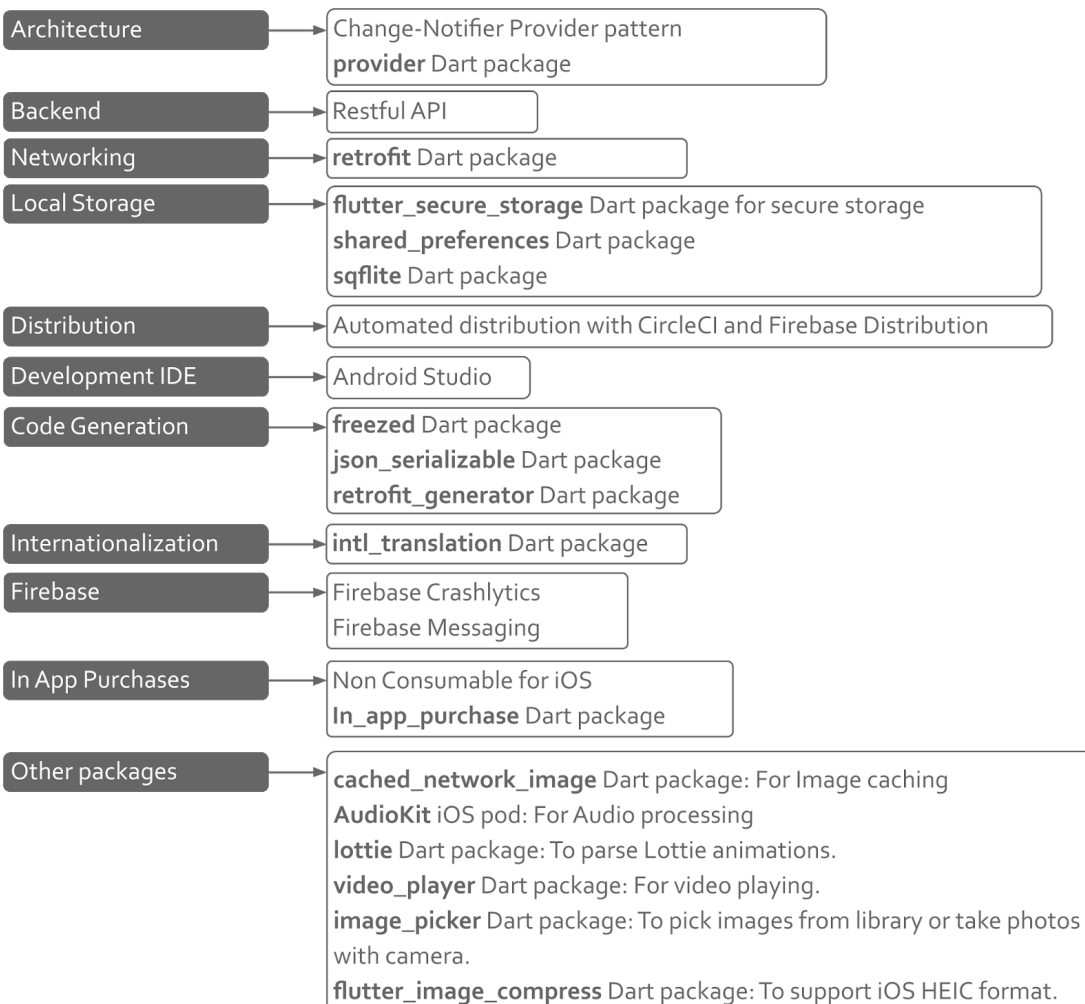 Architecture
Change-Notifier Provider pattern
provider Dart package
Backend
Restful API
Networking
retrofit Dart package
Local Storage
flutter_secure_storage Dart package for secure storage
shared_preferences Dart package
sqflite Dart package
Distribution
Automated distribution with CircleCI and Firebase Distribution
Development IDE
Android Studio
Code Generation
freezed Dart package
json_serializable Dart package
retrofit_generator Dart package
Internationalization
intl_translation Dart package
Firebase
Firebase Crashlytics
Firebase Messaging
In App Purchases
Non Consumable for iOS
In_app_purchase Dart package
Other packages
cached_network_image Dart package: For Image caching
AudioKit iOS pod: For Audio processing
lottie Dart package: To parse Lottie animations.
video_player Dart package: For video playing.
image_picker Dart package: To pick images from library or take photos
with camera.
flutter_image_compress Dart package: To support iOS HEIC format.